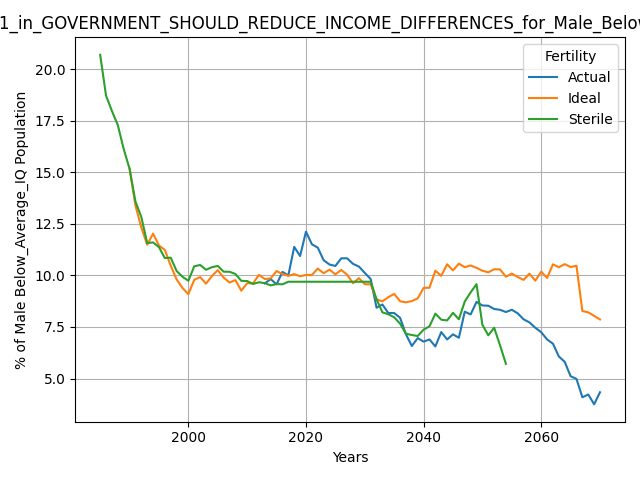 1_in_GOVERNMENT_SHOULD_REDUCE_INCOME_DIFFERENCES_for_Male_Below
Fertility
Actual
Ideal
Sterile
% of Male Below_Average_IQ Population
20.0
17.5
15.0
12.5
10.0
7.5
5.0
2000
2020
2040
2060
Years